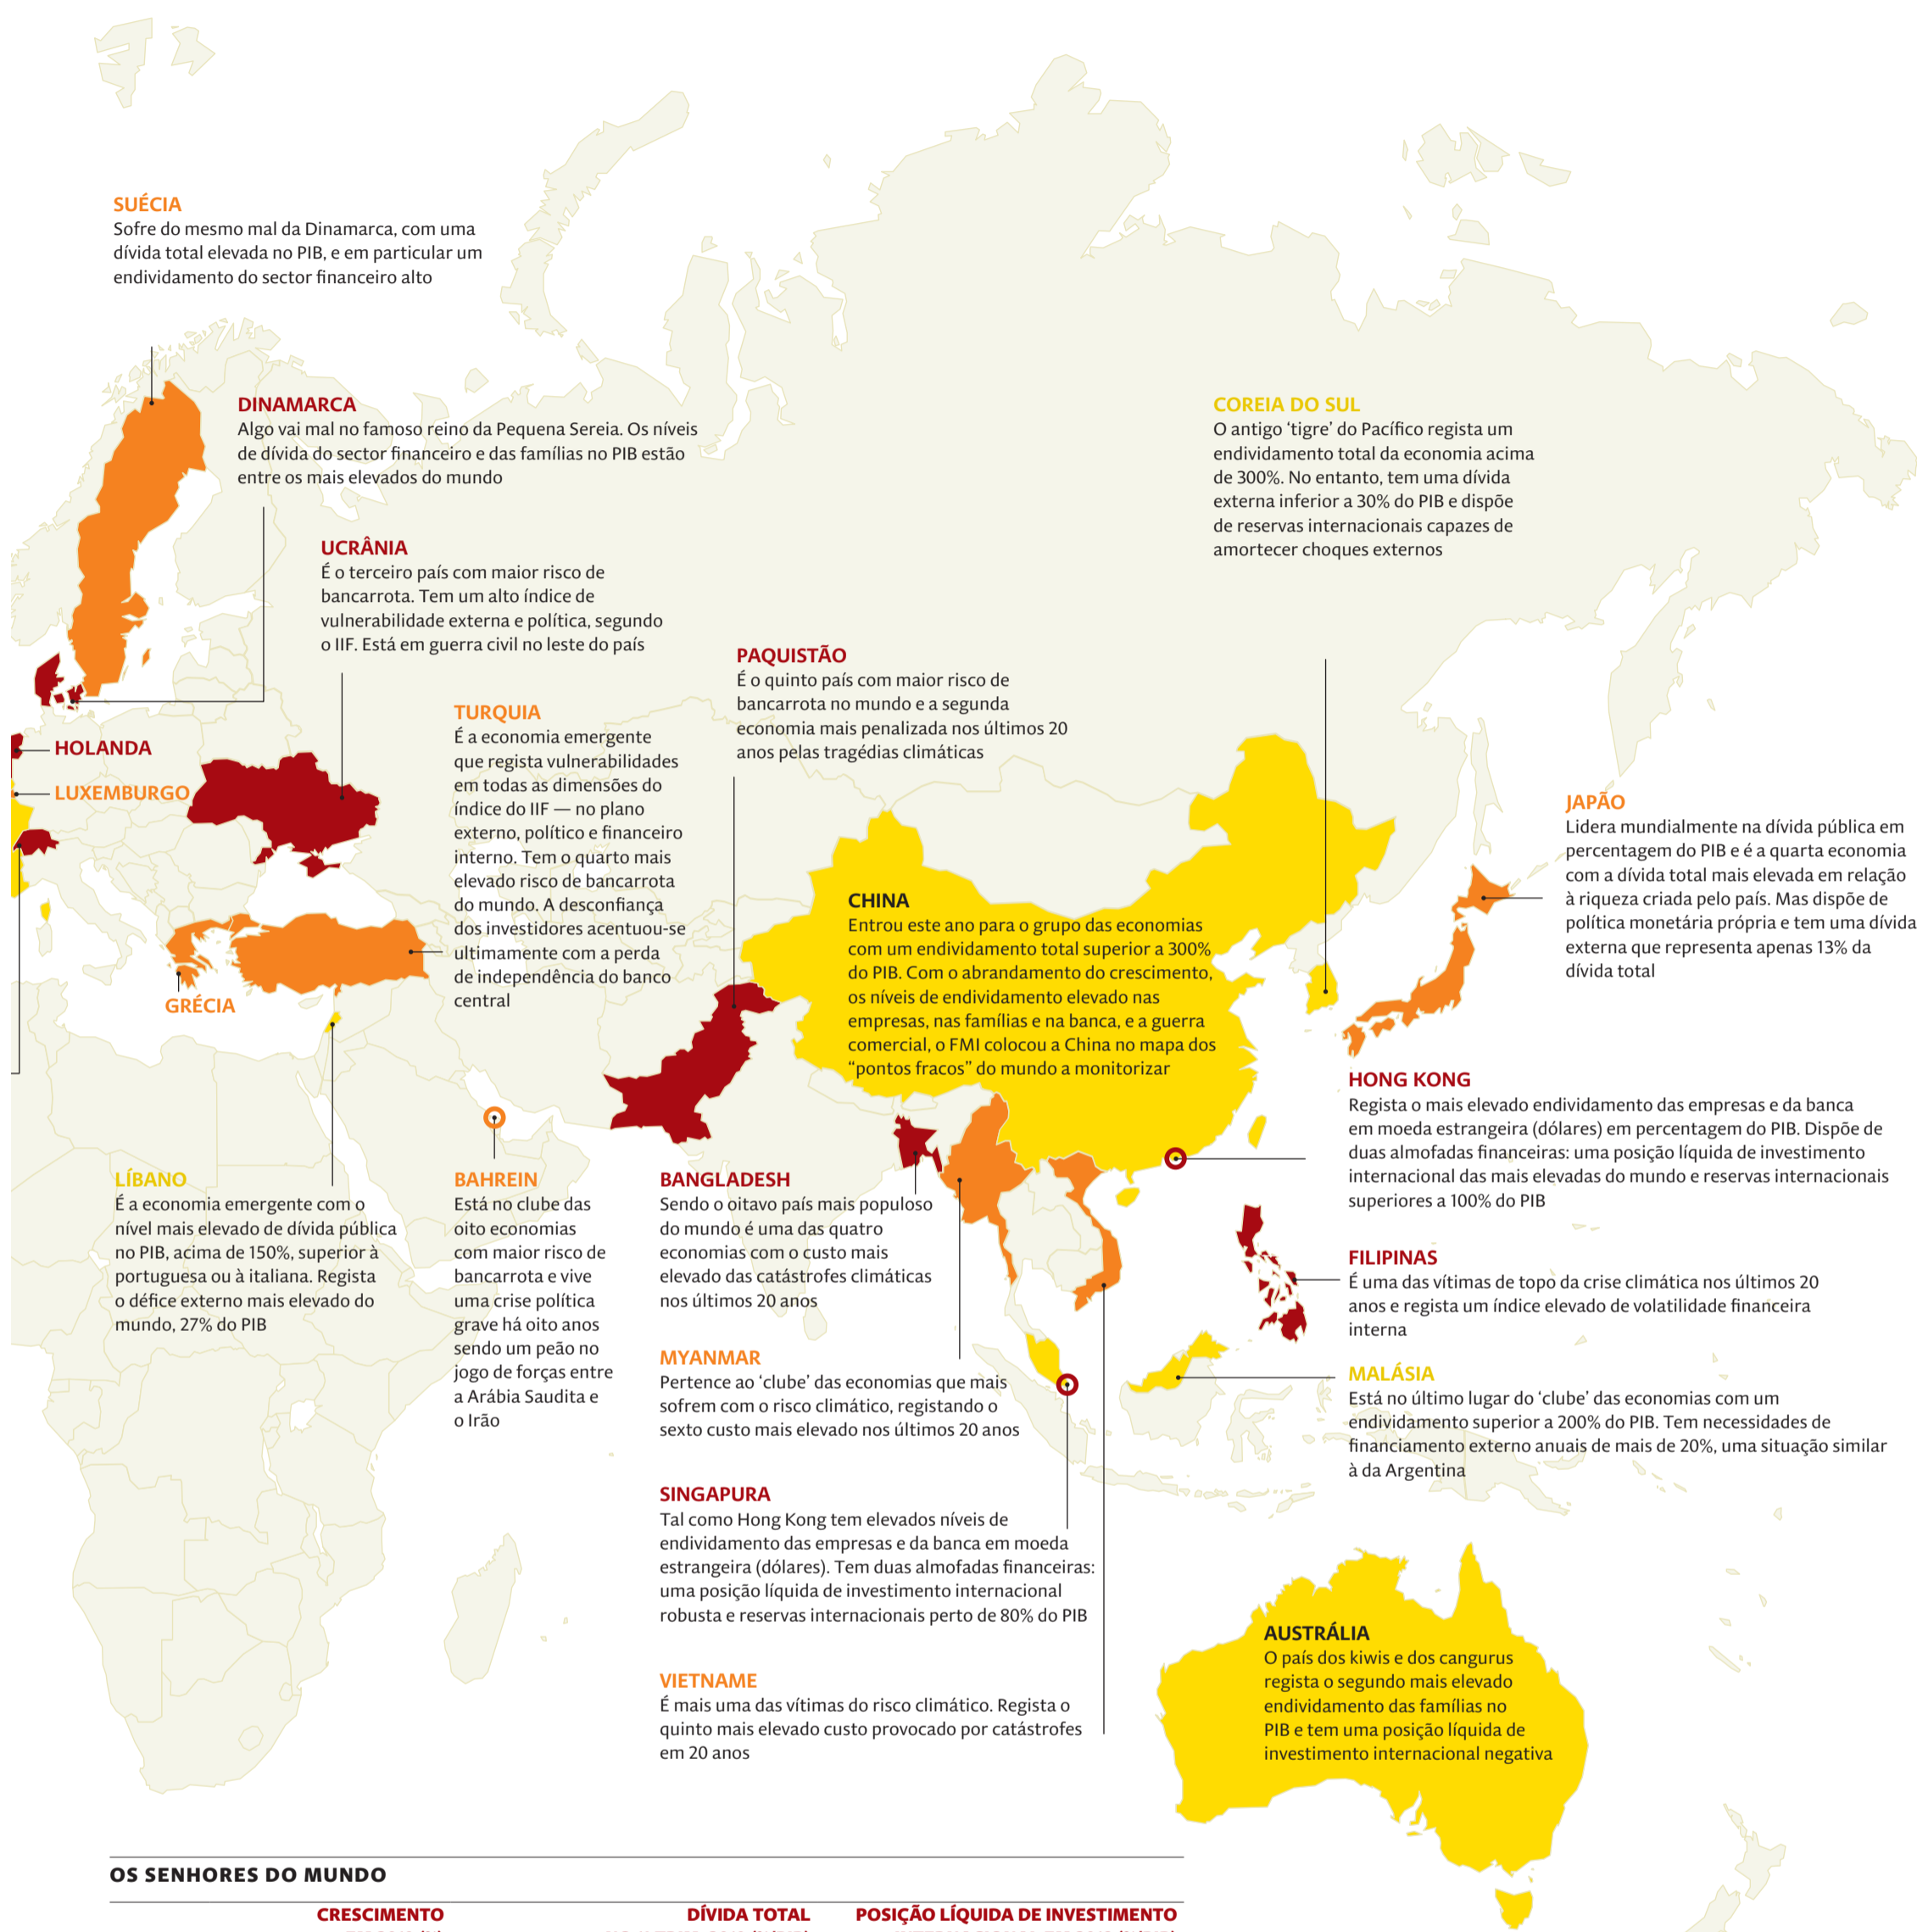 SUÉCIA
Sofre do mesmo mal da Dinamarca, com uma
dívida total elevada no PIB, e em particular um
endividamento do sector financeiro alto
DINAMARCA
Algo vai mal no famoso reino da Pequena Sereia. Os níveis
de dívida do sector financeiro e das famílias no PIB estão
entre os mais elevados do mundo
COREIA DO SUL
O antigo ‘tigre’ do Pacífico regista um
endividamento total da economia acima
de 300%. No entanto, tem uma dívida
externa inferior a 30% do PIB e dispõe
de reservas internacionais capazes de
amortecer choques externos
UCRÂNIA
É o terceiro país com maior risco de
bancarrota. Tem um alto índice de
vulnerabilidade externa e política, segundo
o IIF. Está em guerra civil no leste do país
PAQUISTÃO
É o quinto país com maior risco de
bancarrota no mundo e a segunda
economia mais penalizada nos últimos 20
anos pelas tragédias climáticas
HOLANDA
LUXEMBURGO
TURQUIA
É a economia emergente
que regista vulnerabilidades
em todas as dimensões do
índice do IIF — no plano
externo, político e financeiro
interno. Tem o quarto mais
elevado risco de bancarrota
do mundo. A desconfiança
dos investidores acentuou-se
ultimamente com a perda
de independência do banco
central
JAPÃO
Lidera mundialmente na dívida pública em
percentagem do PIB e é a quarta economia
com a dívida total mais elevada em relação
à riqueza criada pelo país. Mas dispõe de
política monetária própria e tem uma dívida
externa que representa apenas 13% da
dívida total
CHINA
Entrou este ano para o grupo das economias
com um endividamento total superior a 300%
do PIB. Com o abrandamento do crescimento,
os níveis de endividamento elevado nas
empresas, nas famílias e na banca, e a guerra
comercial, o FMI colocou a China no mapa dos
“pontos fracos” do mundo a monitorizar
GRÉCIA
HONG KONG
Regista o mais elevado endividamento das empresas e da banca
em moeda estrangeira (dólares) em percentagem do PIB. Dispõe de
duas almofadas financeiras: uma posição líquida de investimento
internacional das mais elevadas do mundo e reservas internacionais
superiores a 100% do PIB
LÍBANO
É a economia emergente com o
nível mais elevado de dívida pública
no PIB, acima de 150%, superior à
portuguesa ou à italiana. Regista
o défice externo mais elevado do
mundo, 27% do PIB
BAHREIN
Está no clube das
oito economias
com maior risco de
bancarrota e vive
uma crise política
grave há oito anos
sendo um peão no
jogo de forças entre
a Arábia Saudita e
o Irão
BANGLADESH
Sendo o oitavo país mais populoso
do mundo é uma das quatro
economias com o custo mais
elevado das catástrofes climáticas
nos últimos 20 anos
FILIPINAS
É uma das vítimas de topo da crise climática nos últimos 20
anos e regista um índice elevado de volatilidade financeira
interna
MYANMAR
Pertence ao ‘clube’ das economias que mais
sofrem com o risco climático, registando o
sexto custo mais elevado nos últimos 20 anos
MALÁSIA
Está no último lugar do ‘clube’ das economias com um
endividamento superior a 200% do PIB. Tem necessidades de
financiamento externo anuais de mais de 20%, uma situação similar
à da Argentina
SINGAPURA
Tal como Hong Kong tem elevados níveis de
endividamento das empresas e da banca em moeda
estrangeira (dólares). Tem duas almofadas financeiras:
uma posição líquida de investimento internacional
robusta e reservas internacionais perto de 80% do PIB
AUSTRÁLIA
O país dos kiwis e dos cangurus
regista o segundo mais elevado
endividamento das famílias no
PIB e tem uma posição líquida de
investimento internacional negativa
VIETNAME
É mais uma das vítimas do risco climático. Regista o
quinto mais elevado custo provocado por catástrofes
em 20 anos
OS SENHORES DO MUNDO
CRESCIMENTO
DÍVIDA TOTAL
POSIÇÃO LÍQUIDA DE INVESTIMENTO